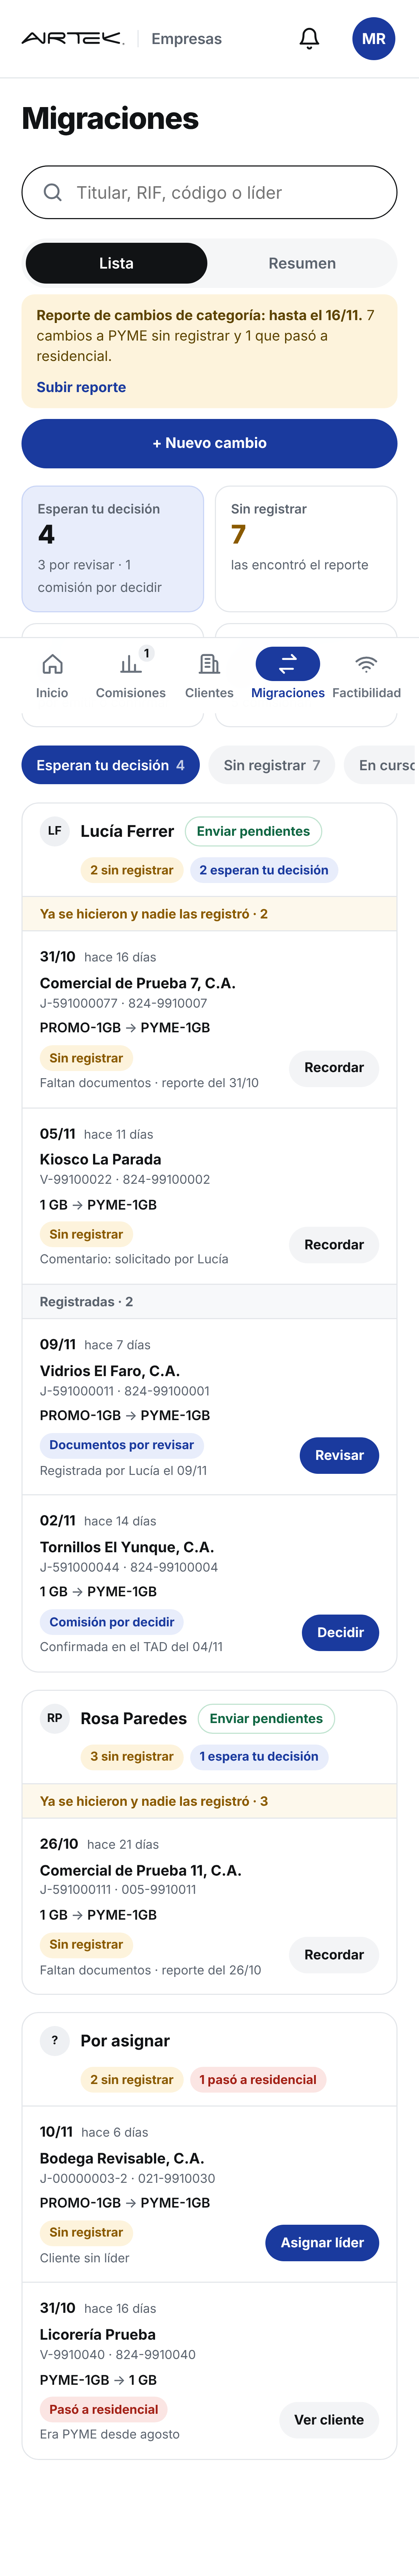 AIRTEK.
Empresas
MR
Migraciones
Titular, RIF, código o líder
Lista
Resumen
Reporte de cambios de categoría: hasta el 16/11. 7
cambios a PYME sin registrar y 1 que pasó a
residencial.
Subir reporte
+ Nuevo cambio
Esperan tu decisión
4
3 por revisar · 1
comisión por decidir
Sin registrar
7
las encontró el reporte
Inicio
1
Comisiones
Clientes
Migraciones
Factibilidad
Esperan tu decisión 4
Sin registrar 7
En curso
LF
Lucía Ferrer
Enviar pendientes
2 sin registrar
2 esperan tu decisión
Ya se hicieron y nadie las registró · 2
31/10 hace 16 días
Comercial de Prueba 7, C.A.
J-591000077 · 824-9910007
PROMO-1GB → PYME-1GB
Sin registrar
Faltan documentos · reporte del 31/10
Recordar
05/11 hace 11 días
Kiosco La Parada
V-99100022 · 824-99100002
1 GB → PYME-1GB
Sin registrar
Comentario: solicitado por Lucía
Recordar
Registradas · 2
09/11 hace 7 días
Vidrios El Faro, C.A.
J-591000011 · 824-99100001
PROMO-1GB → PYME-1GB
Documentos por revisar
Registrada por Lucía el 09/11
Revisar
02/11 hace 14 días
Tornillos El Yunque, C.A.
J-591000044 · 824-99100004
1 GB → PYME-1GB
Comisión por decidir
Confirmada en el TAD del 04/11
Decidir
RP
Rosa Paredes
Enviar pendientes
3 sin registrar
1 espera tu decisión
Ya se hicieron y nadie las registró · 3
26/10 hace 21 días
Comercial de Prueba 11, C.A.
J-591000111 · 005-9910011
1 GB → PYME-1GB
Sin registrar
Faltan documentos · reporte del 26/10
Recordar
?
Por asignar
2 sin registrar
1 pasó a residencial
10/11 hace 6 días
Bodega Revisable, C.A.
J-00000003-2 · 021-9910030
PROMO-1GB → PYME-1GB
Sin registrar
Cliente sin líder
Asignar líder
31/10 hace 16 días
Licorería Prueba
V-9910040 · 824-9910040
PYME-1GB → 1 GB
Pasó a residencial
Era PYME desde agosto
Ver cliente